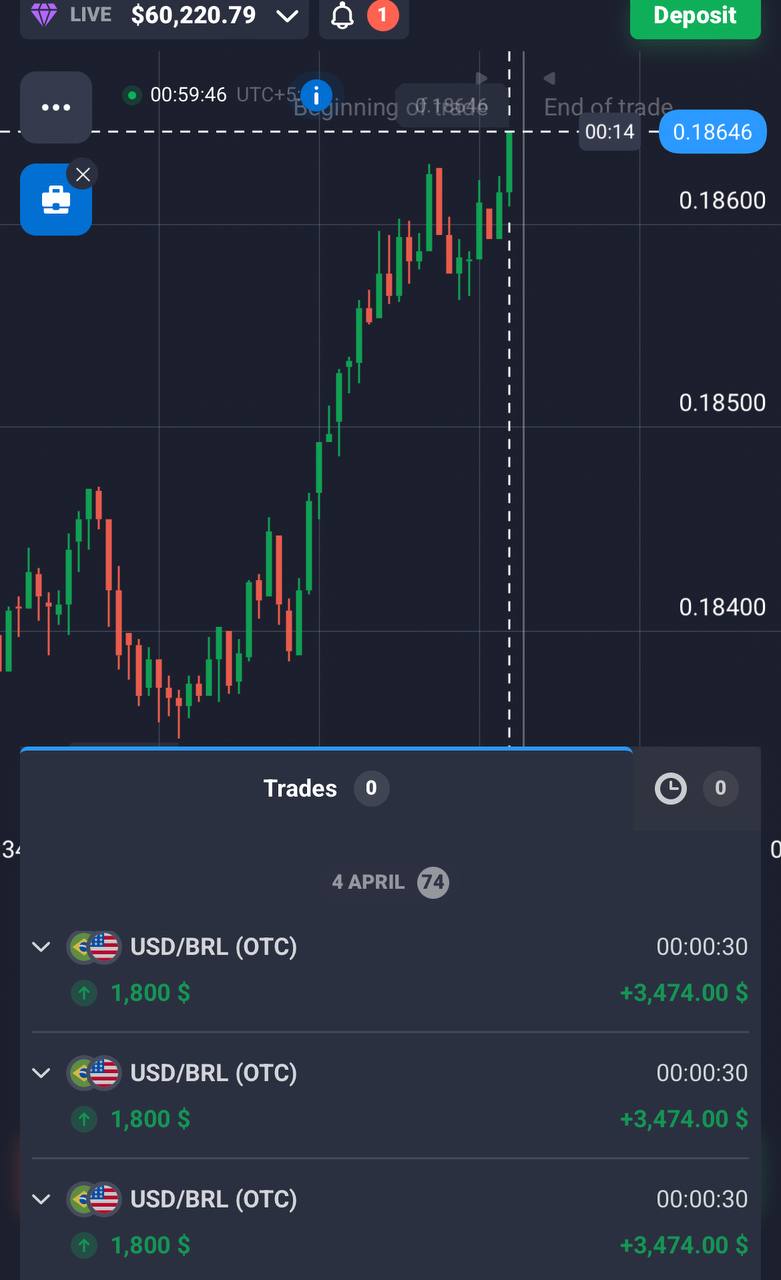 LIVE $60,220.79 1 Deposit
00:59:46 UTC+5:
Beginning of trade End of trade
0.18646
00:14 0.18646
0.18600
0.18500
0.18400
Trades 0 0
34
0
4 APRIL 74
USD/BRL (OTC) 00:00:30
1,800 $ +3,474.00 $
USD/BRL (OTC) 00:00:30
1,800 $ +3,474.00 $
USD/BRL (OTC) 00:00:30
1,800 $ +3,474.00 $